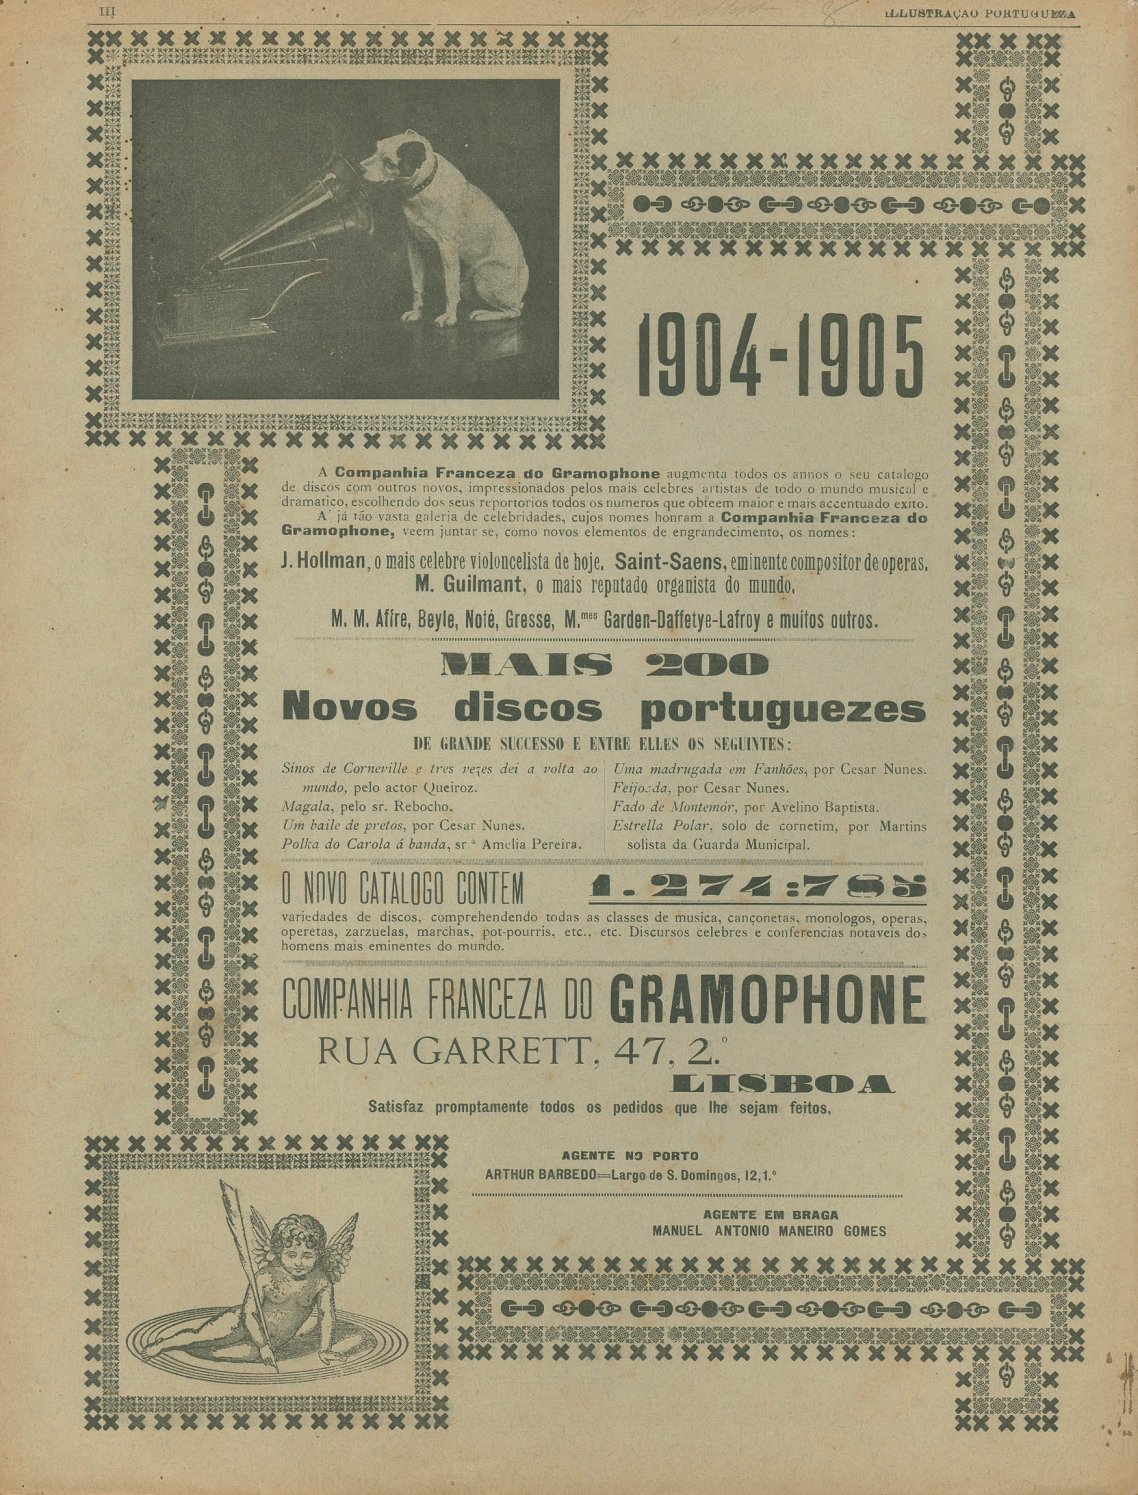 III
ILLUSTRAÇÃO PORTUGUEZA
1904-1905
A Companhia Franceza do Gramophone augmenta todos os annos o seu catalogo
de discos com outros novos, impressionados pelos mais celebres artistas de todo o mundo musical e
dramatico, escolhendo dos seus reportorios todos os numeros que obteem maior e mais accentuado exito.
A' já tão vasta galeria de celebridades, cujos nomes honram a Companhia Franceza do
Gramophone, veem juntar se, como novos elementos de engrandecimento, os nomes:
J. Hollman, o mais celebre violoncelista de hoje, Saint-Saens, eminente compositor de operas,
M. Guilmant, o mais reputado organista do mundo,
M. M. Afire, Beyle, Noté, Gresse, M.mes Garden-Daffetye-Lafroy e muitos outros.
MAIS 200
Novos discos portuguezes
DE GRANDE SUCCESSO E ENTRE ELLES OS SEGUINTES:
Sinos de Corneville e tres vezes dei a volta ao
mundo, pelo actor Queiroz.
Magala, pelo sr. Rebocho.
Um baile de pretos, por Cesar Nunes.
Polka do Carola á banda, sr.ª Amelia Pereira.
Uma madrugada em Fanhões, por Cesar Nunes.
Feijoada, por Cesar Nunes.
Fado de Montemór, por Avelino Baptista.
Estrella Polar, solo de cornetim, por Martins
solista da Guarda Municipal.
O NOVO CATALOGO CONTEM 1.274:785
variedades de discos, comprehendendo todas as classes de musica, cançonetas, monologos, operas,
operetas, zarzuelas, marchas, pot-pourris, etc., etc. Discursos celebres e conferencias notaveis dos
homens mais eminentes do mundo.
COMPANHIA FRANCEZA DO GRAMOPHONE
RUA GARRETT, 47, 2.º
LISBOA
Satisfaz promptamente todos os pedidos que lhe sejam feitos.
AGENTE NO PORTO
ARTHUR BARBEDO=Largo de S. Domingos, 12,1.º
AGENTE EM BRAGA
MANUEL ANTONIO MANEIRO GOMES